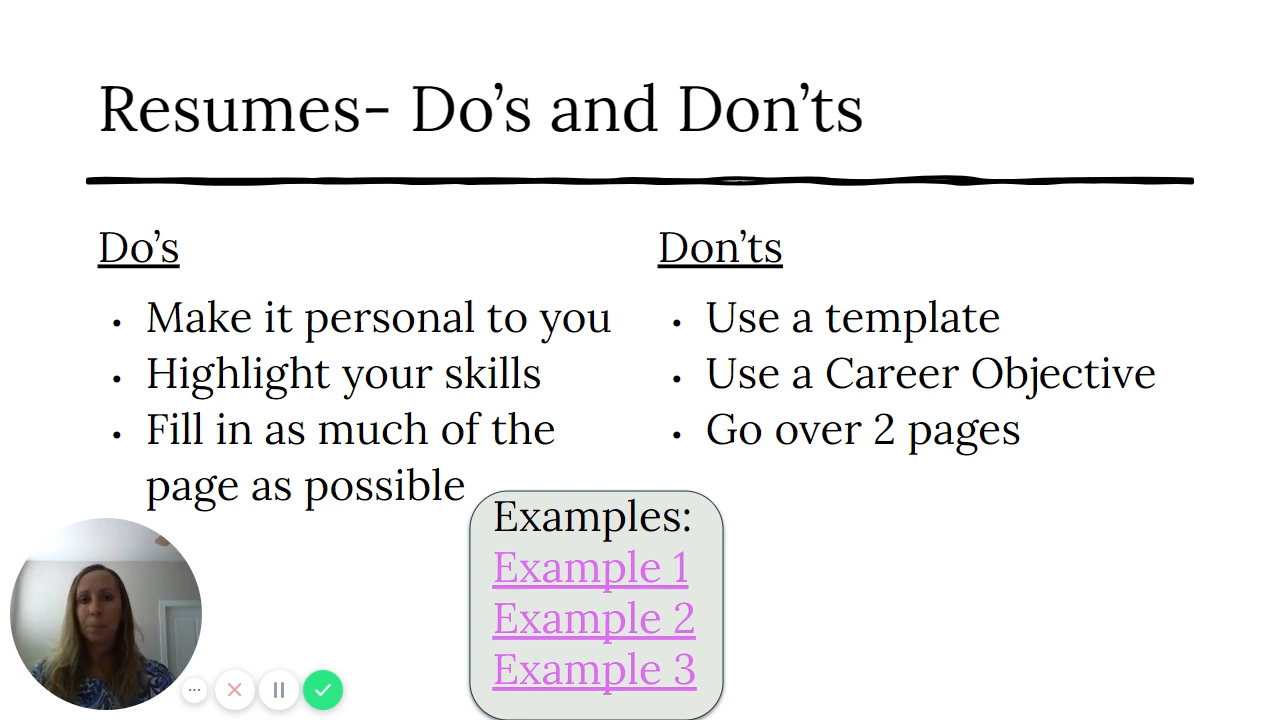 Resumes- Do’s and Don’ts
Do’s
• Make it personal to you
• Highlight your skills
• Fill in as much of the
page as possible
Don’ts
• Use a template
• Use a Career Objective
• Go over 2 pages
Examples:
Example 1
Example 2
Example 3